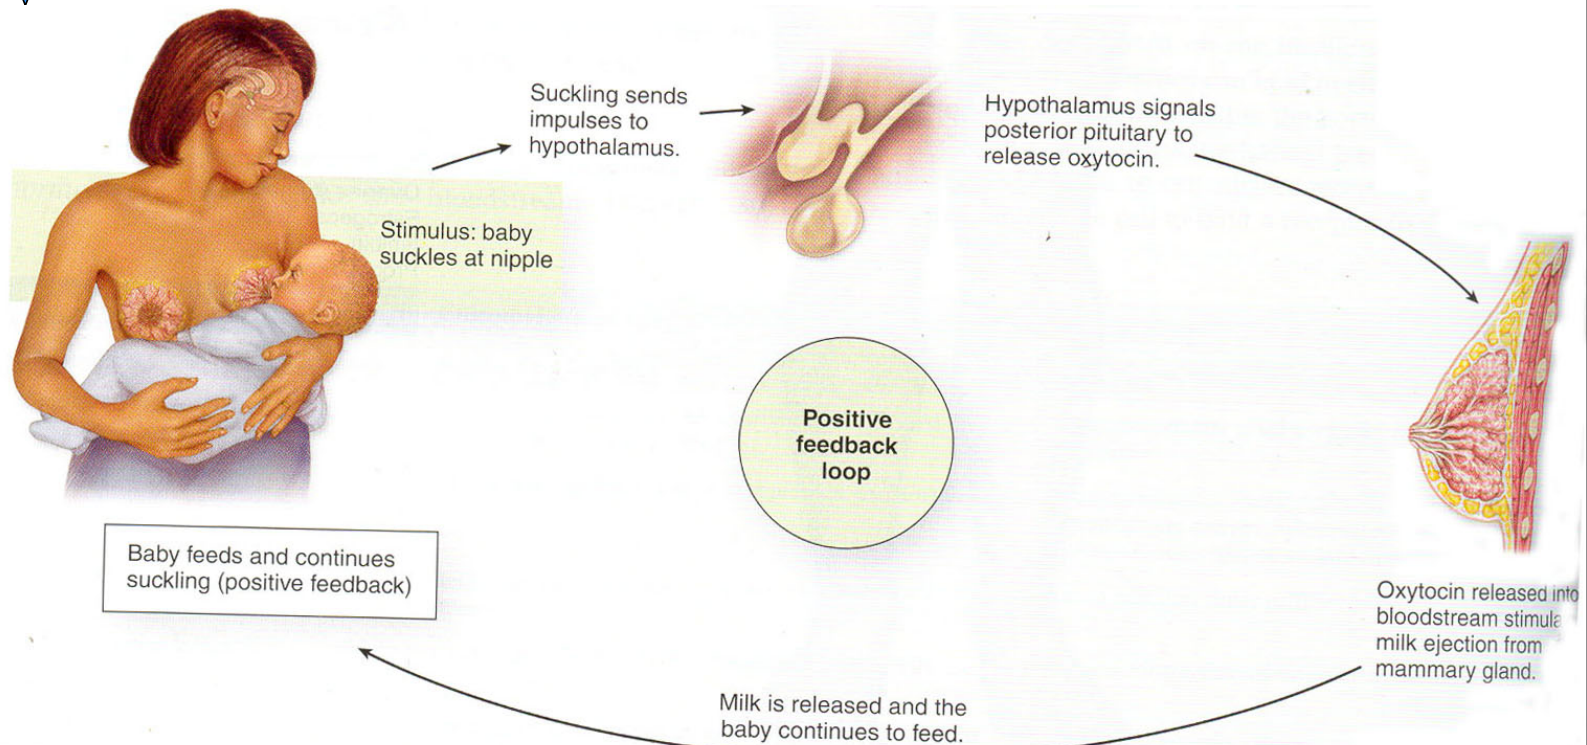 Suckling sends
impulses to
hypothalamus.
Hypothalamus signals
posterior pituitary to
release oxytocin.
Stimulus: baby
suckles at nipple
Positive
feedback
loop
Baby feeds and continues
suckling (positive feedback)
Oxytocin released into
bloodstream
milk ejection from
mammary gland.
Milk is released and the
baby continues to feed.